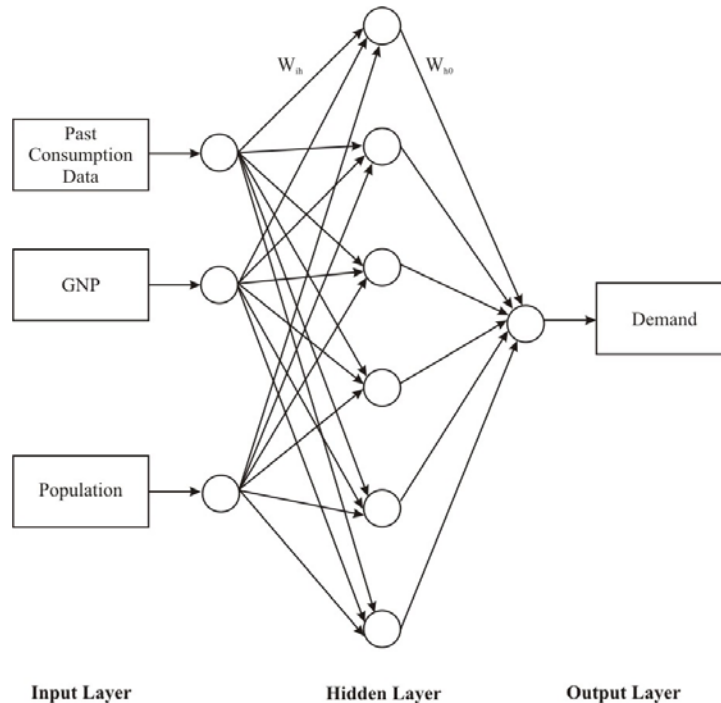 W_ih
W_h0
Past
Consumption
Data
GNP
Demand
Population
Input Layer
Hidden Layer
Output Layer